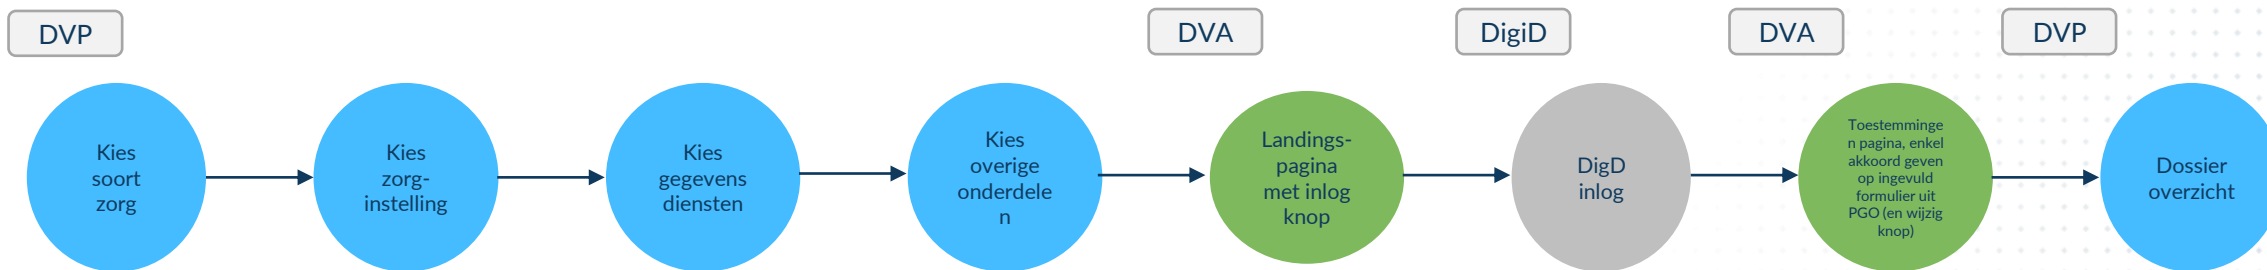 DVP
DVA
DigiD
DVA
DVP
Kies
soort
zorg
Kies
zorg-
instelling
Kies
gegevens
diensten
Kies
overige
onderdele
n
Landings-
pagina
met inlog
knop
DigD
inlog
Toestemminge
n pagina, enkel
akkoord geven
op ingevuld
formulier uit
PGO (en wijzig
knop)
Dossier
overzicht